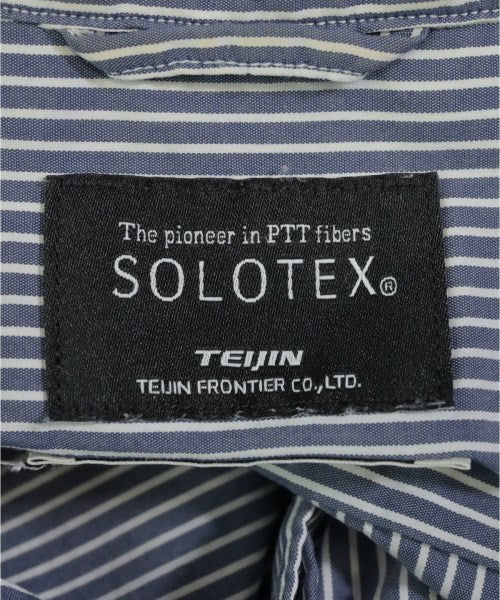 The pioneer in PTT fibers
SOLOTEX®
TEIJIN
TEIJIN FRONTIER CO.,LTD.